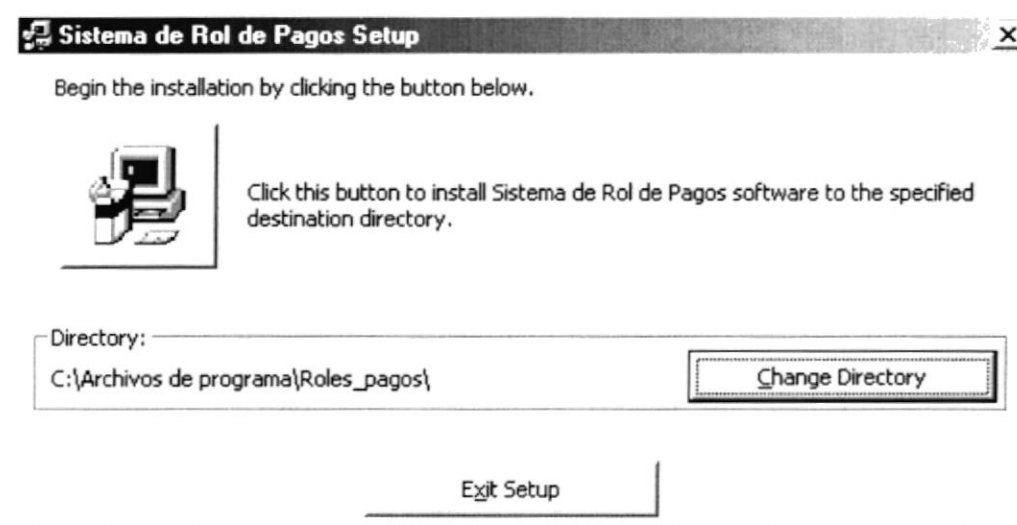 Sistema de Rol de Pagos Setup
Begin the installation by clicking the button below.
Click this button to install Sistema de Rol de Pagos software to the specified
destination directory.
Directory:
C:\Archivos de programa\Roles_pagos\
Change Directory
Exit Setup